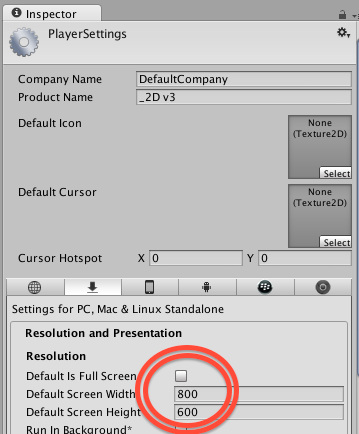 Inspector
PlayerSettings
Company Name DefaultCompany
Product Name _2D v3
Default Icon
None
(Texture2D)
Select
Default Cursor
None
(Texture2D)
Select
Cursor Hotspot X 0 Y 0
Settings for PC, Mac & Linux Standalone
Resolution and Presentation
Resolution
Default Is Full Screen
Default Screen Width 800
Default Screen Height 600
Run In Background*